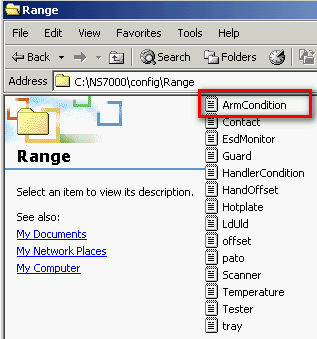 Range
File Edit View Favorites Tools Help
Back Search Folders
Address C:\NS7000\config\Range
Range
Select an item to view its description.
See also:
My Documents
My Network Places
My Computer
ArmCondition
Contact
EsdMonitor
Guard
HandlerCondition
HandOffset
Hotplate
LdUld
offset
pato
Scanner
Temperature
Tester
tray